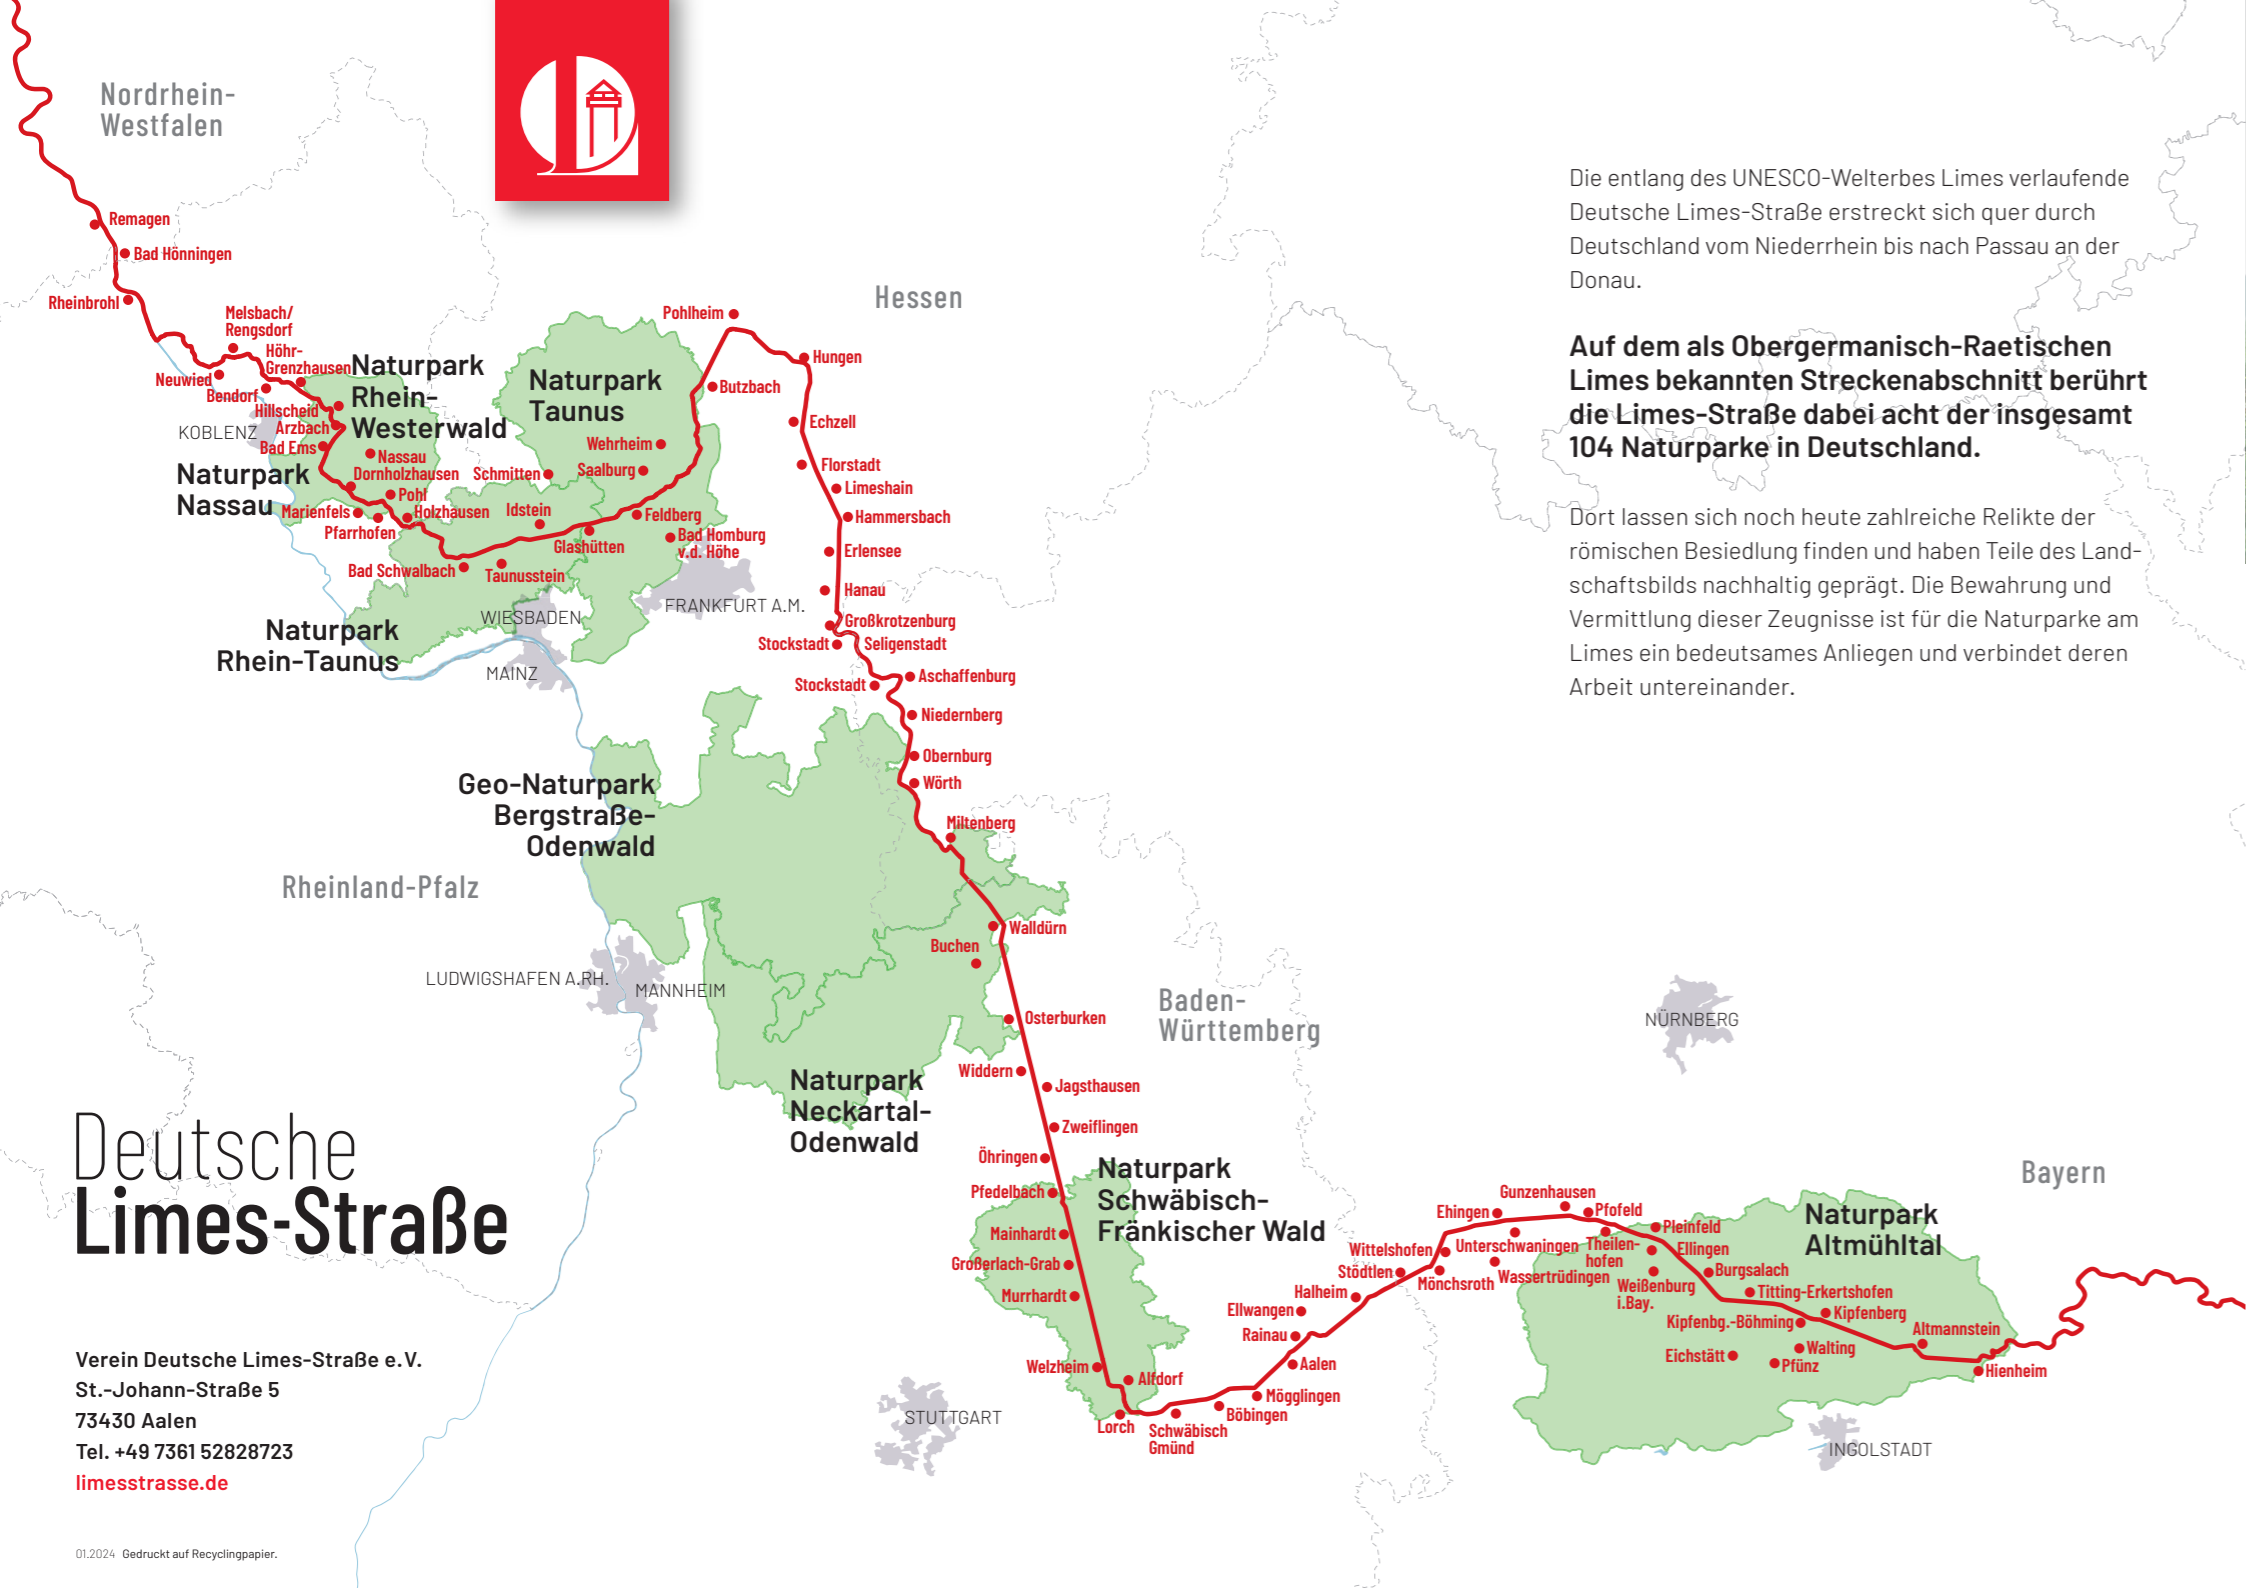 Nordrhein-
Westfalen
Remagen
Bad Hönningen
Rheinbrohl
Melsbach/
Rengsdorf
Höhr-
Grenzhausen
Neuwied
Bendorf
Hillscheid
Arzbach
Bad Ems
KOBLENZ
Naturpark
Rhein-
Westerwald
Naturpark
Taunus
Naturpark
Nassau
Nassau
Dornholzhausen
Pohl
Marienfels
Holzhausen
Pfarrhofen
Schmitten
Wehrheim
Saalburg
Idstein
Glashütten
Feldberg
Bad Homburg
v.d. Höhe
Bad Schwalbach
Taunusstein
WIESBADEN
FRANKFURT A.M.
MAINZ
Naturpark
Rhein-Taunus
Hessen
Pohlheim
Hungen
Butzbach
Echzell
Florstadt
Limeshain
Hammersbach
Erlensee
Hanau
Großkrotzenburg
Stockstadt
Seligenstadt
Stockstadt
Aschaffenburg
Niedernberg
Obernburg
Wörth
Miltenberg
Geo-Naturpark
Bergstraße-
Odenwald
Rheinland-Pfalz
LUDWIGSHAFEN A.RH.
MANNHEIM
Walldürn
Buchen
Osterburken
Naturpark
Neckartal-
Odenwald
Widdern
Jagsthausen
Zweiflingen
Öhringen
Pfedelbach
Mainhardt
Großerlach-Grab
Murrhardt
Welzheim
Alfdorf
Lorch
Naturpark
Schwäbisch-
Fränkischer Wald
Baden-
Württemberg
STUTTGART
Schwäbisch
Gmünd
Böbingen
Mögglingen
Aalen
Rainau
Ellwangen
Halheim
Stödtlen
Wittelshofen
Mönchsroth
Ehingen
Unterschwaningen
Wassertrüdingen
Gunzenhausen
Pfofeld
Theilen-
hofen
Pleinfeld
Ellingen
Weißenburg
i.Bay.
Burgsalach
Titting-Erkertshofen
Kipfenbg.-Böhming
Kipfenberg
Eichstätt
Walting
Pfünz
Altmannstein
Hienheim
Naturpark
Altmühltal
Bayern
NÜRNBERG
INGOLSTADT
Die entlang des UNESCO-Welterbes Limes verlaufende
Deutsche Limes-Straße erstreckt sich quer durch
Deutschland vom Niederrhein bis nach Passau an der
Donau.
Auf dem als Obergermanisch-Raetischen
Limes bekannten Streckenabschnitt berührt
die Limes-Straße dabei acht der insgesamt
104 Naturparke in Deutschland.
Dort lassen sich noch heute zahlreiche Relikte der
römischen Besiedlung finden und haben Teile des Land-
schaftsbilds nachhaltig geprägt. Die Bewahrung und
Vermittlung dieser Zeugnisse ist für die Naturparke am
Limes ein bedeutsames Anliegen und verbindet deren
Arbeit untereinander.
Deutsche
Limes-Straße
Verein Deutsche Limes-Straße e.V.
St.-Johann-Straße 5
73430 Aalen
Tel. +49 7361 52828723
limesstrasse.de
01.2024 Gedruckt auf Recyclingpapier.